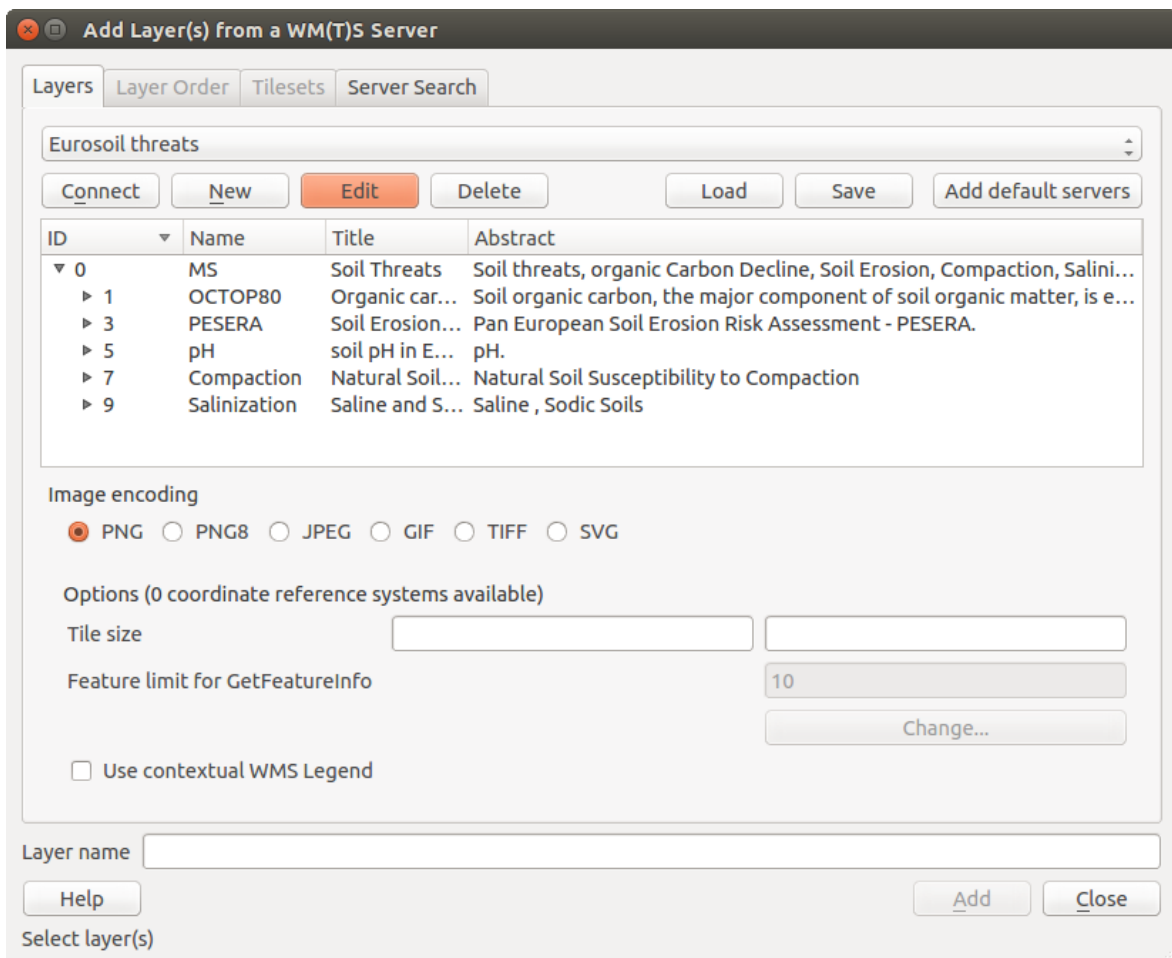 Add Layer(s) from a WM(T)S Server
Layers Layer Order Tilesets Server Search
Eurosoil threats
Connect New Edit Delete Load Save Add default servers
ID Name Title Abstract
0 MS Soil Threats Soil threats, organic Carbon Decline, Soil Erosion, Compaction, Salini...
1 OCTOP80 Organic car... Soil organic carbon, the major component of soil organic matter, is e...
3 PESERA Soil Erosion... Pan European Soil Erosion Risk Assessment - PESERA.
5 pH soil pH in E... pH.
7 Compaction Natural Soil... Natural Soil Susceptibility to Compaction
9 Salinization Saline and S... Saline , Sodic Soils
Image encoding
PNG PNG8 JPEG GIF TIFF SVG
Options (0 coordinate reference systems available)
Tile size
Feature limit for GetFeatureInfo 10
Change...
Use contextual WMS Legend
Layer name
Help Add Close
Select layer(s)